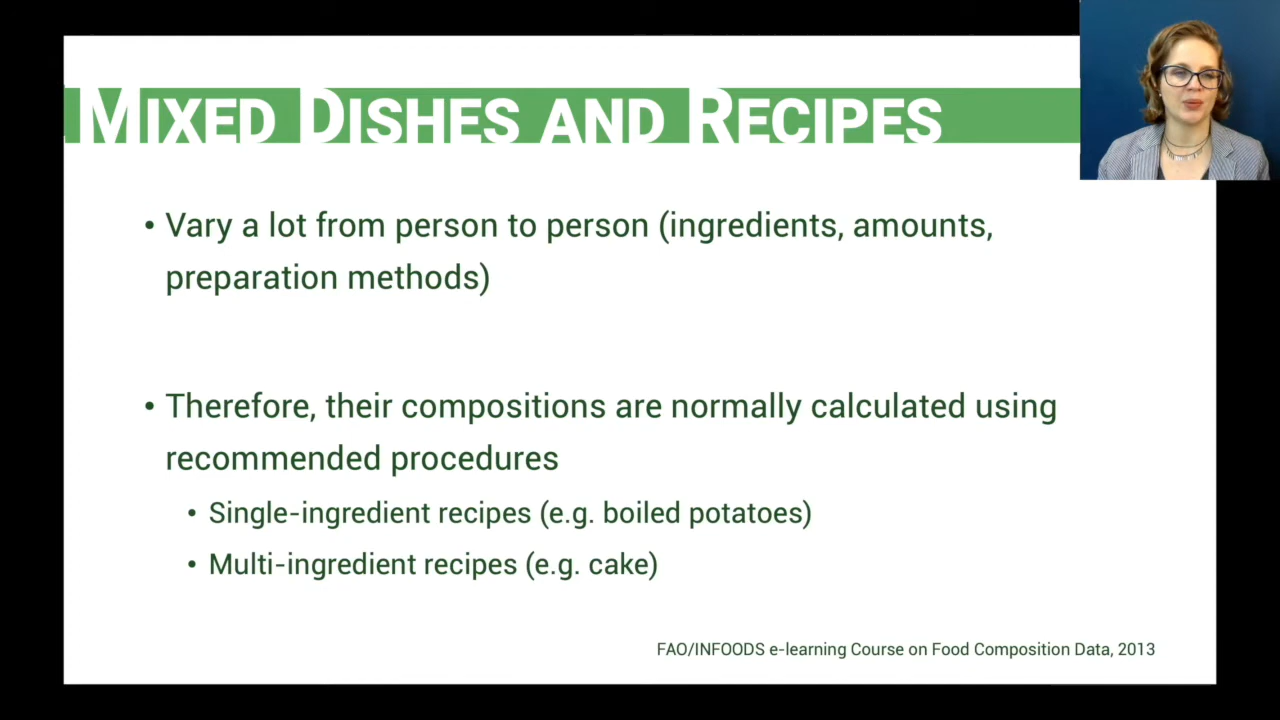 Mixed Dishes and Recipes
• Vary a lot from person to person (ingredients, amounts,
preparation methods)
• Therefore, their compositions are normally calculated using
recommended procedures
• Single-ingredient recipes (e.g. boiled potatoes)
• Multi-ingredient recipes (e.g. cake)
FAO/INFOODS e-learning Course on Food Composition Data, 2013